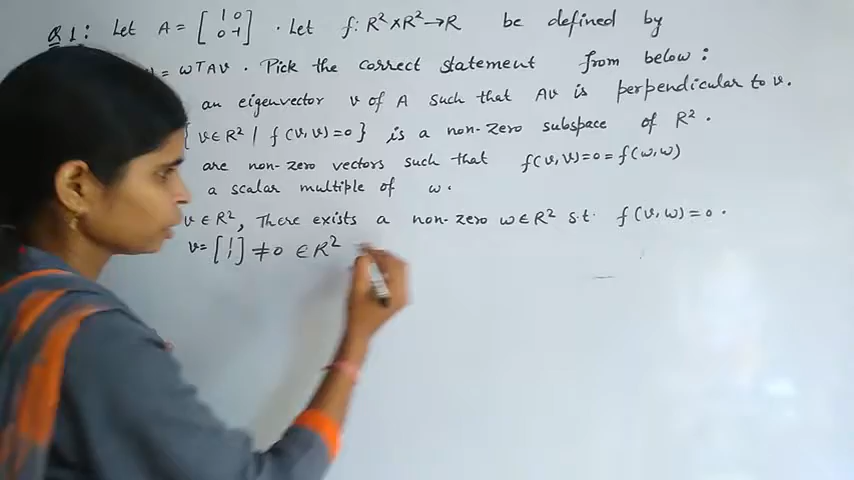 Q 1: Let A = [ 1 0 0 -1 ] . Let f: R² × R² → R be defined by
) = wTAv . Pick the correct statement from below :
an eigenvector v of A such that Av is perpendicular to v.
{ v ∈ R² | f(v,v) = 0 } is a non-zero subspace of R² .
are non-zero vectors such that f(v,v) = 0 = f(w,w)
a scalar multiple of w.
v ∈ R², There exists a non-zero w ∈ R² s.t. f(v,w) = 0 .
v = [ 1 1 ] ≠ 0 ∈ R²